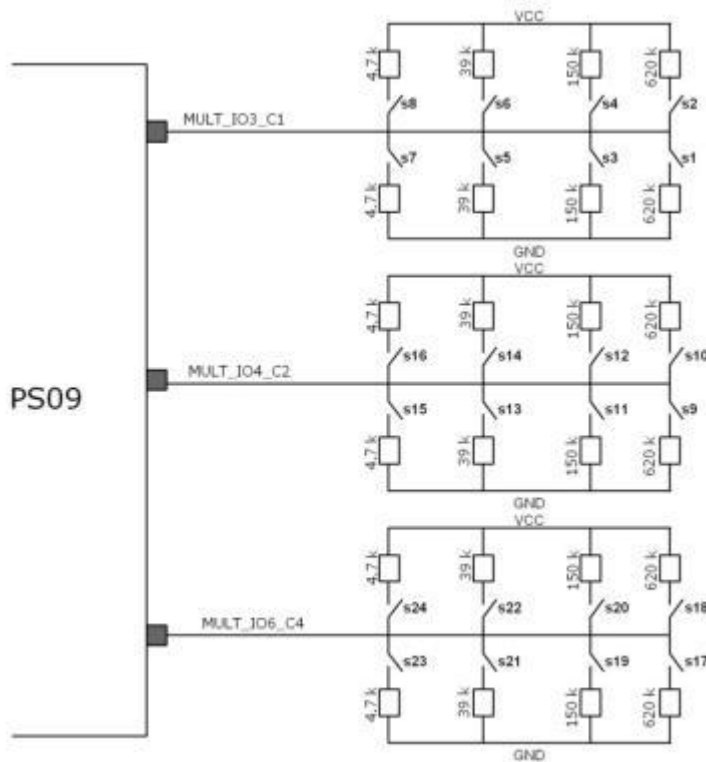 VCC
4.7 k 39 k 150 k 620 k
s8 s6 s4 s2
MULT_IO3_C1
s7 s5 s3 s1
4.7 k 39 k 150 k 620 k
GND
VCC
4.7 k 39 k 150 k 620 k
s16 s14 s12 s10
MULT_IO4_C2
PS09
s15 s13 s11 s9
4.7 k 39 k 150 k 620 k
GND
VCC
4.7 k 39 k 150 k 620 k
s24 s22 s20 s18
MULT_IO6_C4
s23 s21 s19 s17
4.7 k 39 k 150 k 620 k
GND